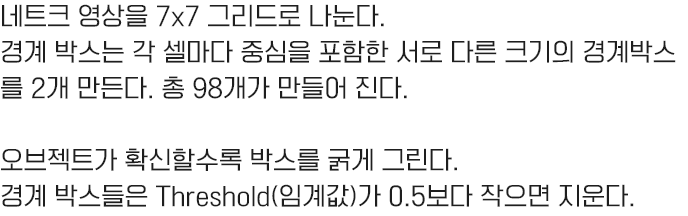 네트크 영상을 7x7 그리드로 나눈다.
경계 박스는 각 셀마다 중심을 포함한 서로 다른 크기의 경계박스
를 2개 만든다. 총 98개가 만들어 진다.
오브젝트가 확신할수록 박스를 굵게 그린다.
경계 박스들은 Threshold(임계값)가 0.5보다 작으면 지운다.